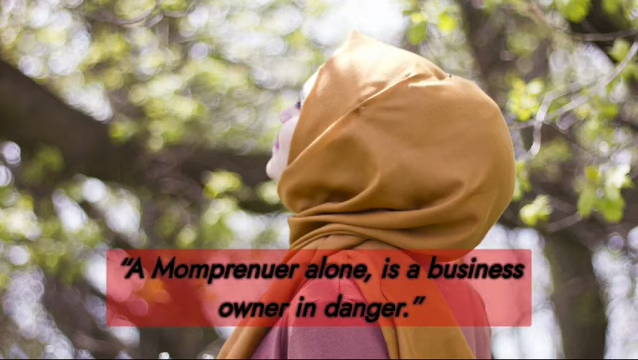 “A Momprenuer alone, is a business
owner in danger.”